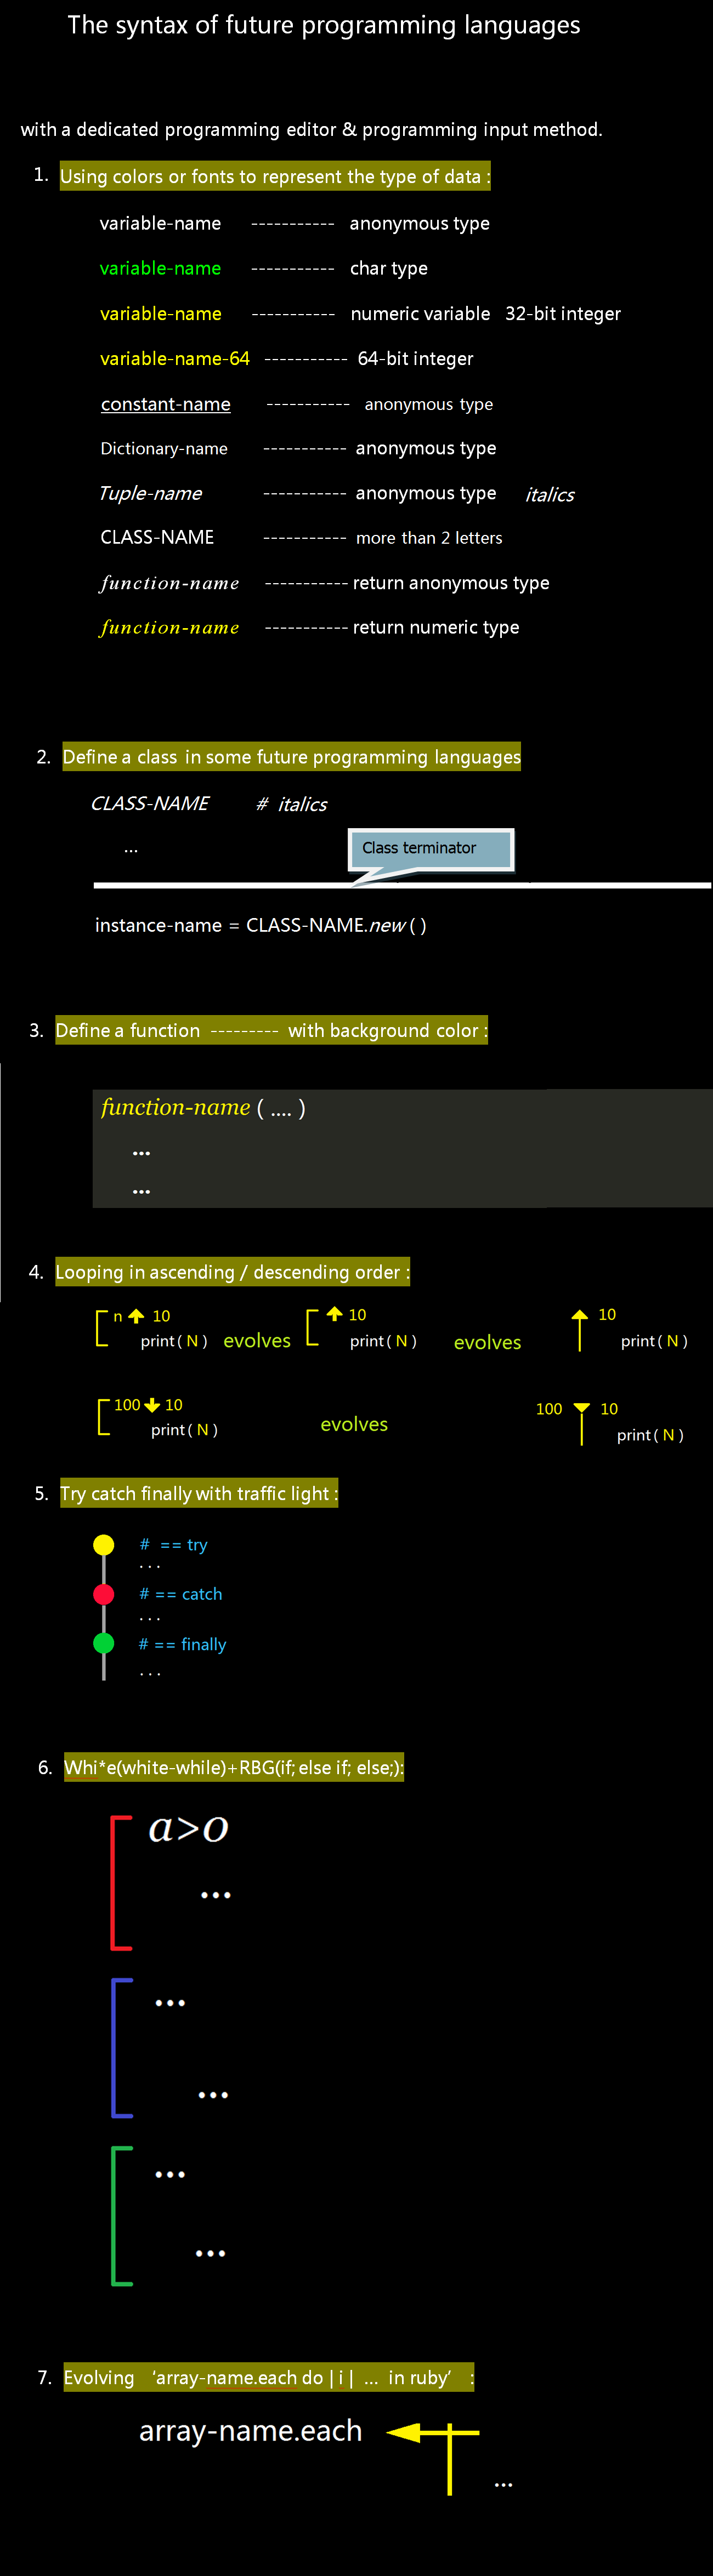 The syntax of future programming languages
with a dedicated programming editor & programming input method.
1. Using colors or fonts to represent the type of data :
variable-name ----------- anonymous type
variable-name ----------- char type
variable-name ----------- numeric variable 32-bit integer
variable-name-64 ----------- 64-bit integer
constant-name ----------- anonymous type
Dictionary-name ----------- anonymous type
Tuple-name ----------- anonymous type italics
CLASS-NAME ----------- more than 2 letters
function-name ----------- return anonymous type
function-name ----------- return numeric type
2. Define a class in some future programming languages
CLASS-NAME # italics
...
Class terminator
instance-name = CLASS-NAME.new ( )
3. Define a function --------- with background color :
function-name ( .... )
...
...
4. Looping in ascending / descending order :
n 10 10 10
print ( N ) evolves print ( N ) evolves print ( N )
100 10 100 10
print ( N ) evolves print ( N )
5. Try catch finally with traffic light :
# == try
. . .
# == catch
. . .
# == finally
. . .
6. Whi*e(white-while)+RBG(if; else if; else;):
a>0
...
...
...
...
...
7. Evolving ‘array-name.each do | i | ... in ruby’ :
array-name.each
...